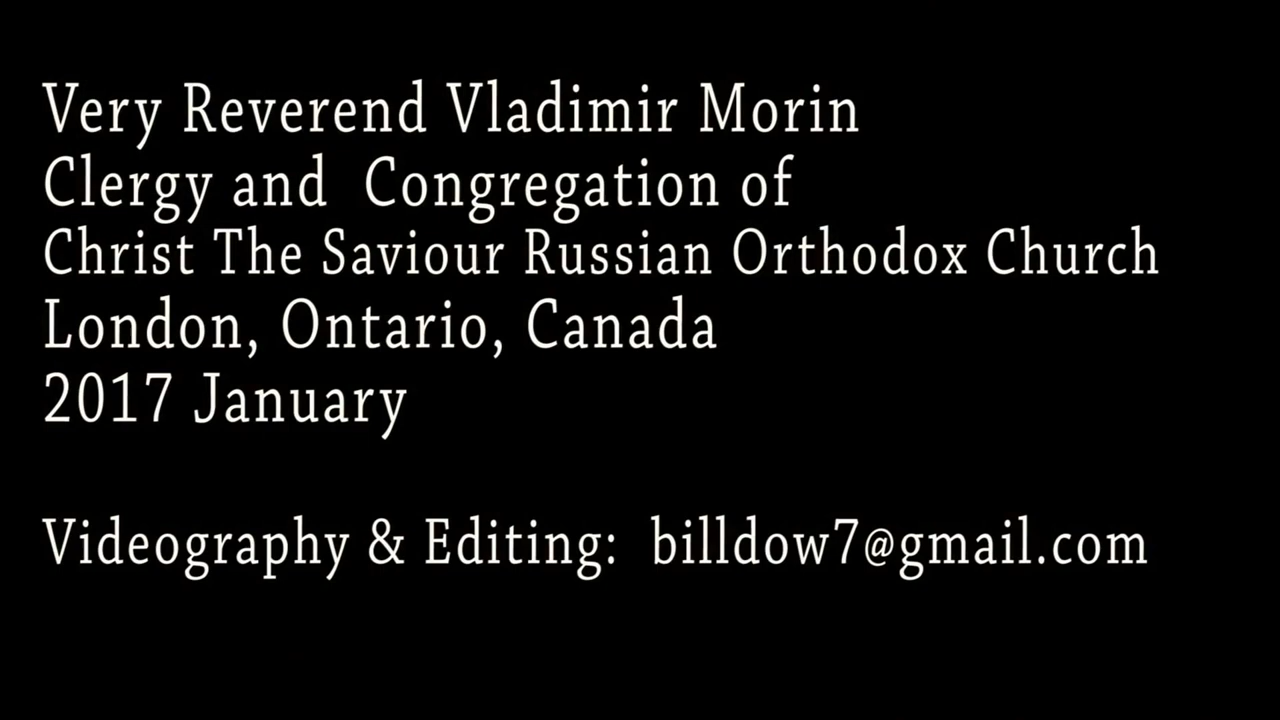 Very Reverend Vladimir Morin
Clergy and  Congregation of
Christ The Saviour Russian Orthodox Church
London, Ontario, Canada
2017 January
Videography & Editing:  billdow7@gmail.com